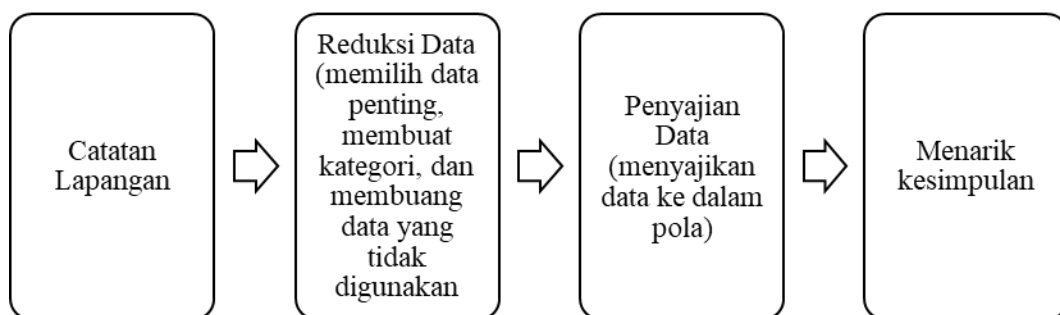 Catatan
Lapangan
Reduksi Data
(memilih data
penting,
membuat
kategori, dan
membuang
data yang
tidak
digunakan
Penyajian
Data
(menyajikan
data ke dalam
pola)
Menarik
kesimpulan